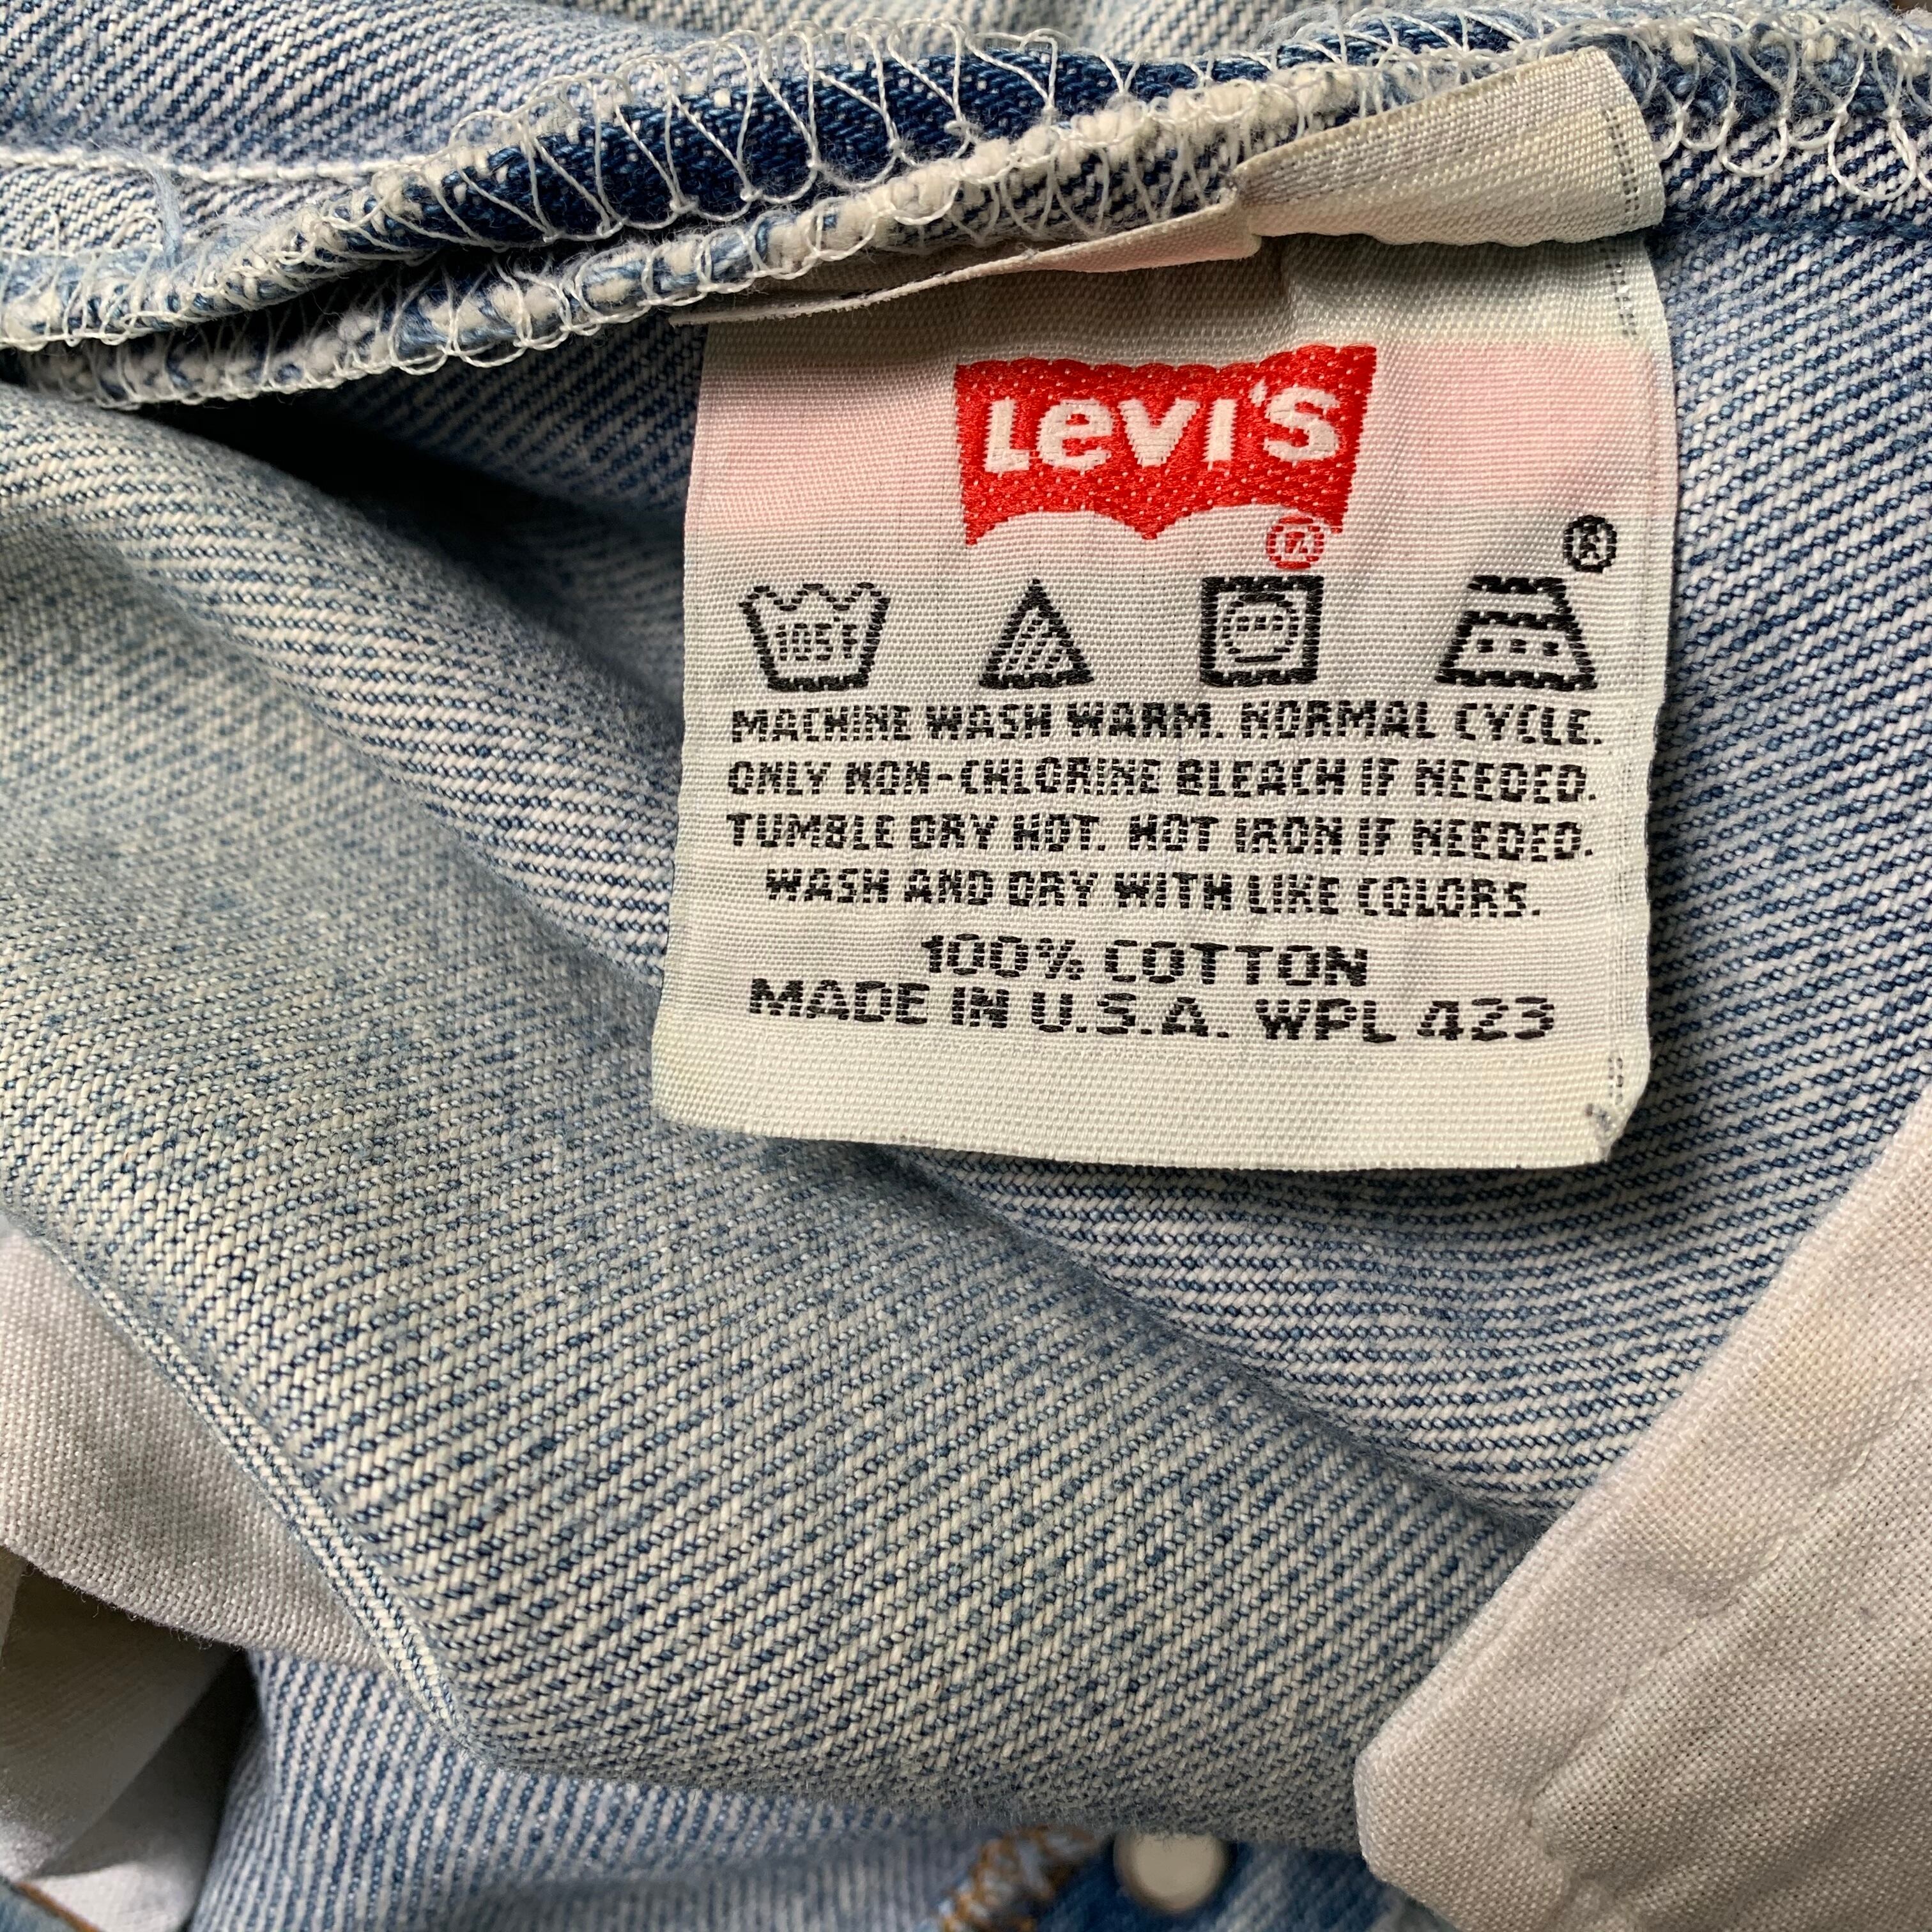 LEVI'S
®
®
105F
MACHINE WASH WARM. NORMAL CYCLE.
ONLY NON-CHLORINE BLEACH IF NEEDED.
TUMBLE DRY HOT. HOT IRON IF NEEDED.
WASH AND DRY WITH LIKE COLORS.
100% COTTON
MADE IN U.S.A. WPL 423